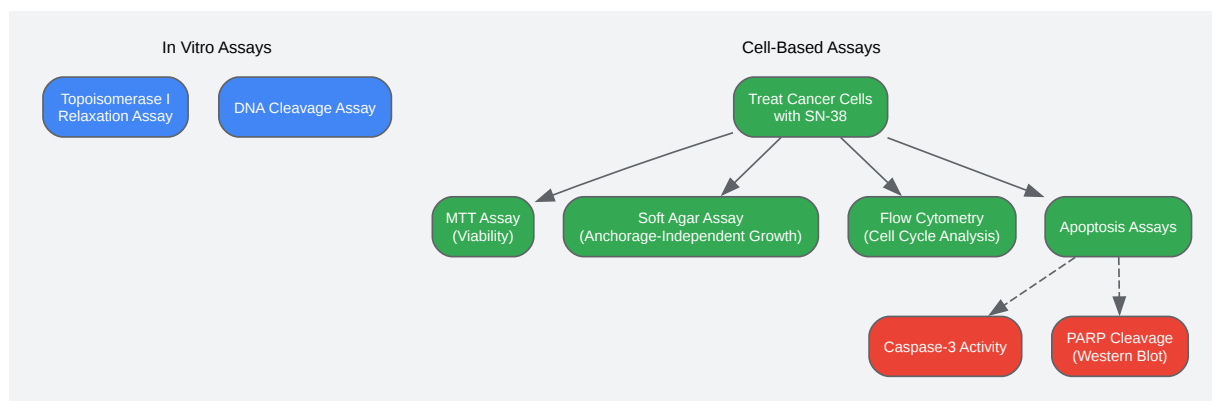 In Vitro Assays
Cell-Based Assays
Topoisomerase I
Relaxation Assay
DNA Cleavage Assay
Treat Cancer Cells
with SN-38
MTT Assay
(Viability)
Soft Agar Assay
(Anchorage-Independent Growth)
Flow Cytometry
(Cell Cycle Analysis)
Apoptosis Assays
Caspase-3 Activity
PARP Cleavage
(Western Blot)